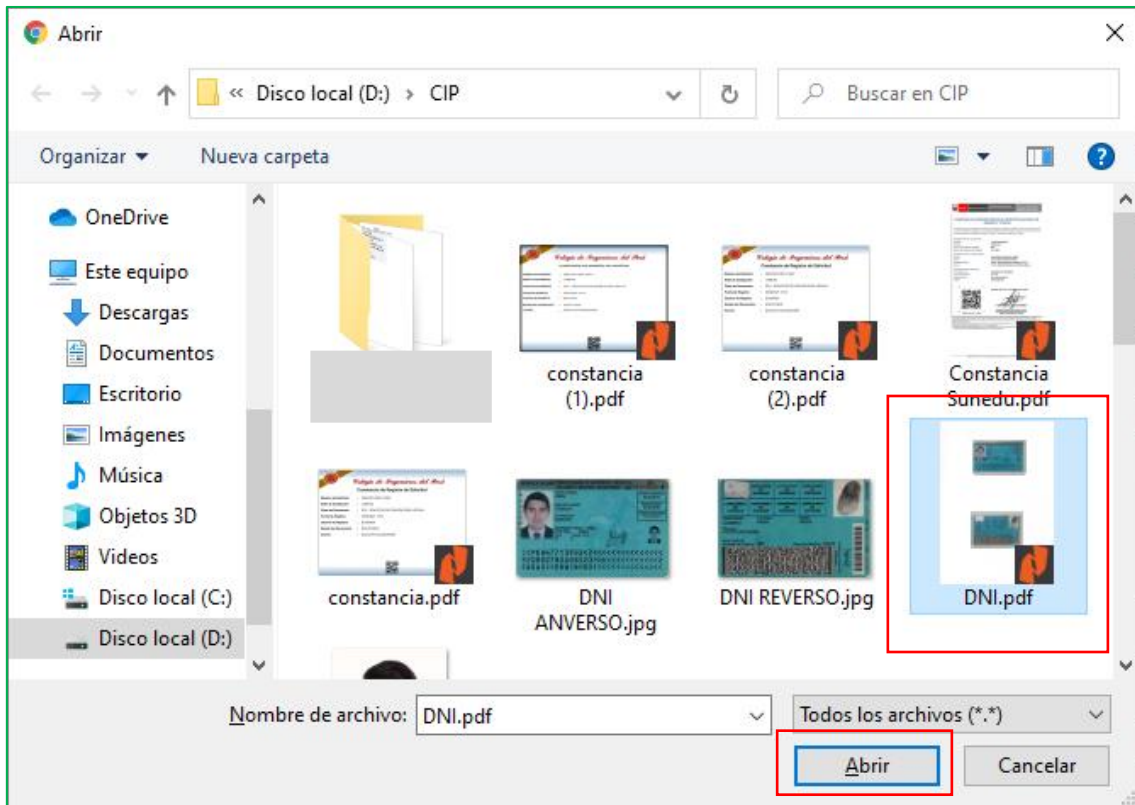 Abrir
« Disco local (D:) › CIP
Buscar en CIP
Organizar
Nueva carpeta
OneDrive
Este equipo
Descargas
Documentos
Escritorio
Imágenes
Música
Objetos 3D
Videos
Disco local (C:)
Disco local (D:)
constancia
(1).pdf
constancia
(2).pdf
Constancia
Sunedu.pdf
constancia.pdf
DNI
ANVERSO.jpg
DNI REVERSO.jpg
DNI.pdf
Nombre de archivo: DNI.pdf
Todos los archivos (*.*)
Abrir
Cancelar